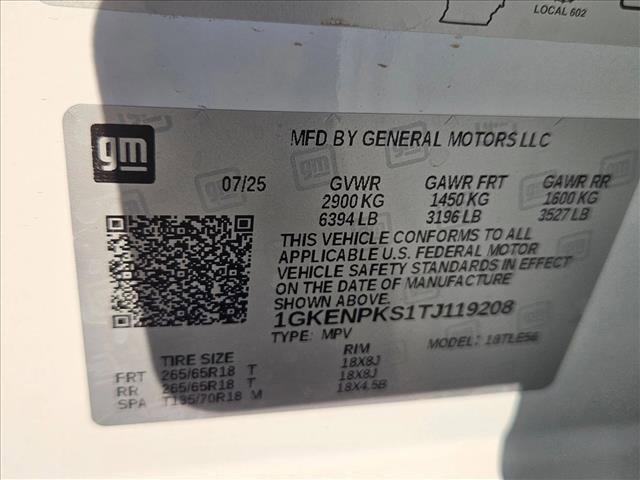 LOCAL 602
gm
MFD BY GENERAL MOTORS LLC
07/25 GVWR GAWR FRT GAWR RR
2900 KG 1450 KG 1600 KG
6394 LB 3196 LB 3527 LB
THIS VEHICLE CONFORMS TO ALL
APPLICABLE U.S. FEDERAL MOTOR
VEHICLE SAFETY STANDARDS IN EFFECT
ON THE DATE OF MANUFACTURE
SHOWN ABOVE.
1GKENPKS1TJ119208
TYPE: MPV MODEL: 1BTLE56
TIRE SIZE RIM
FRT 265/65R18 T 18X8J
RR 265/65R18 T 18X8J
SPA T135/70R18 M 18X4.5B